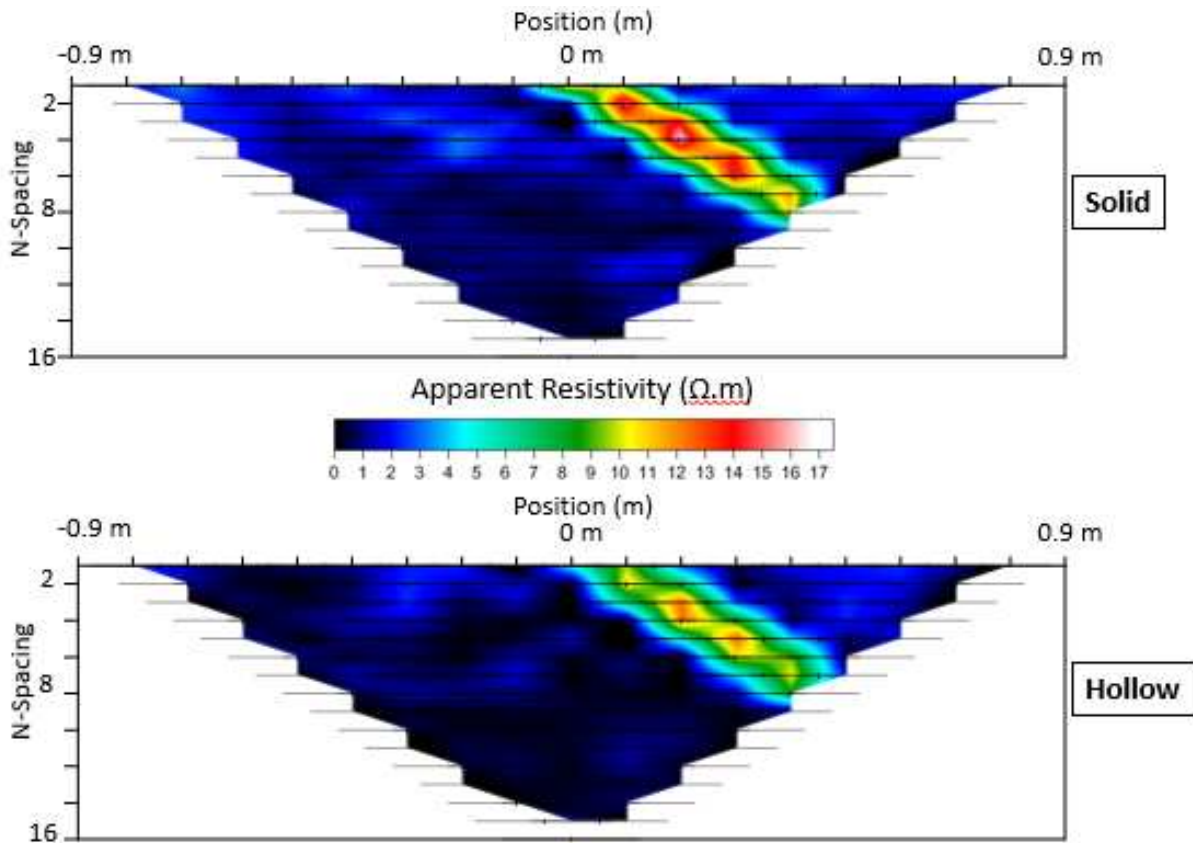 Position (m)
-0.9 m 0 m 0.9 m
2
8
16
N-Spacing
Solid
Apparent Resistivity (Ω.m)
0 1 2 3 4 5 6 7 8 9 10 11 12 13 14 15 16 17
Position (m)
-0.9 m 0 m 0.9 m
2
8
16
N-Spacing
Hollow